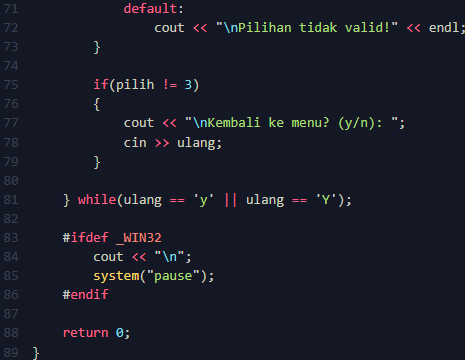 71 default:
72 cout << "\nPilihan tidak valid!" << endl;
73 }
74
75 if(pilih != 3)
76 {
77 cout << "\nKembali ke menu? (y/n): ";
78 cin >> ulang;
79 }
80
81 } while(ulang == 'y' || ulang == 'Y');
82
83 #ifdef _WIN32
84 cout << "\n";
85 system("pause");
86 #endif
87
88 return 0;
89 }